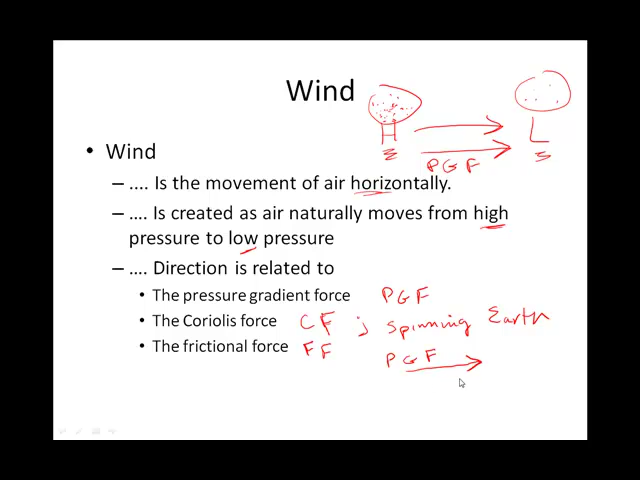 Wind
H
L
PGF
• Wind
– .... Is the movement of air horizontally.
– .... Is created as air naturally moves from high
pressure to low pressure
– .... Direction is related to
• The pressure gradient force PGF
• The Coriolis force CF ; Spinning Earth
• The frictional force FF PGF